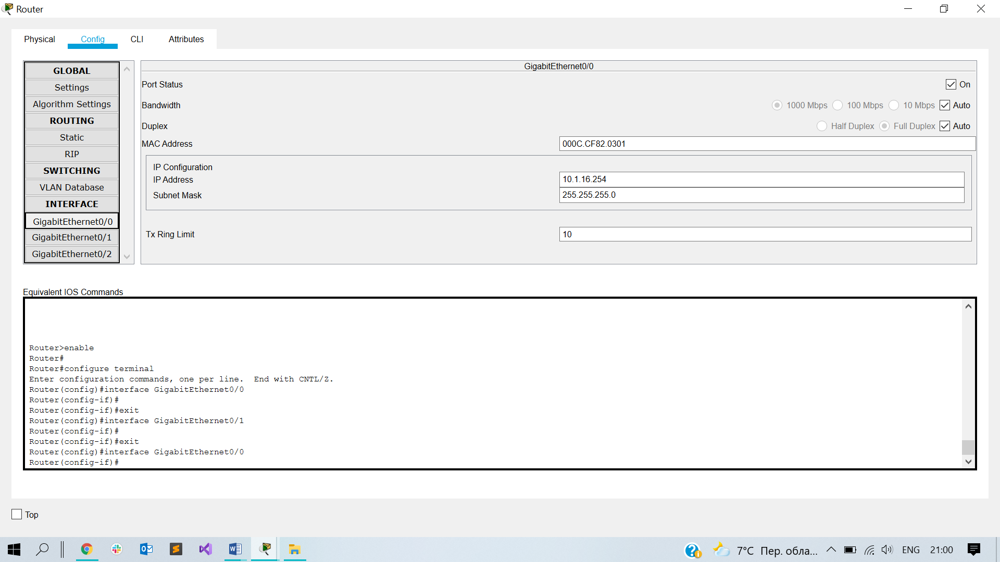 Router
Physical Config CLI Attributes
GLOBAL
Settings
Algorithm Settings
ROUTING
Static
RIP
SWITCHING
VLAN Database
INTERFACE
GigabitEthernet0/0
GigabitEthernet0/1
GigabitEthernet0/2
GigabitEthernet0/0
Port Status On
Bandwidth 1000 Mbps 100 Mbps 10 Mbps Auto
Duplex Half Duplex Full Duplex Auto
MAC Address 000C.CF82.0301
IP Configuration
IP Address 10.1.16.254
Subnet Mask 255.255.255.0
Tx Ring Limit 10
Equivalent IOS Commands
Router>enable
Router#
Router#configure terminal
Enter configuration commands, one per line.  End with CNTL/Z.
Router(config)#interface GigabitEthernet0/0
Router(config-if)#
Router(config-if)#exit
Router(config)#interface GigabitEthernet0/1
Router(config-if)#
Router(config-if)#exit
Router(config)#interface GigabitEthernet0/0
Router(config-if)#
Top
7°C Пер. обла... ENG 21:00